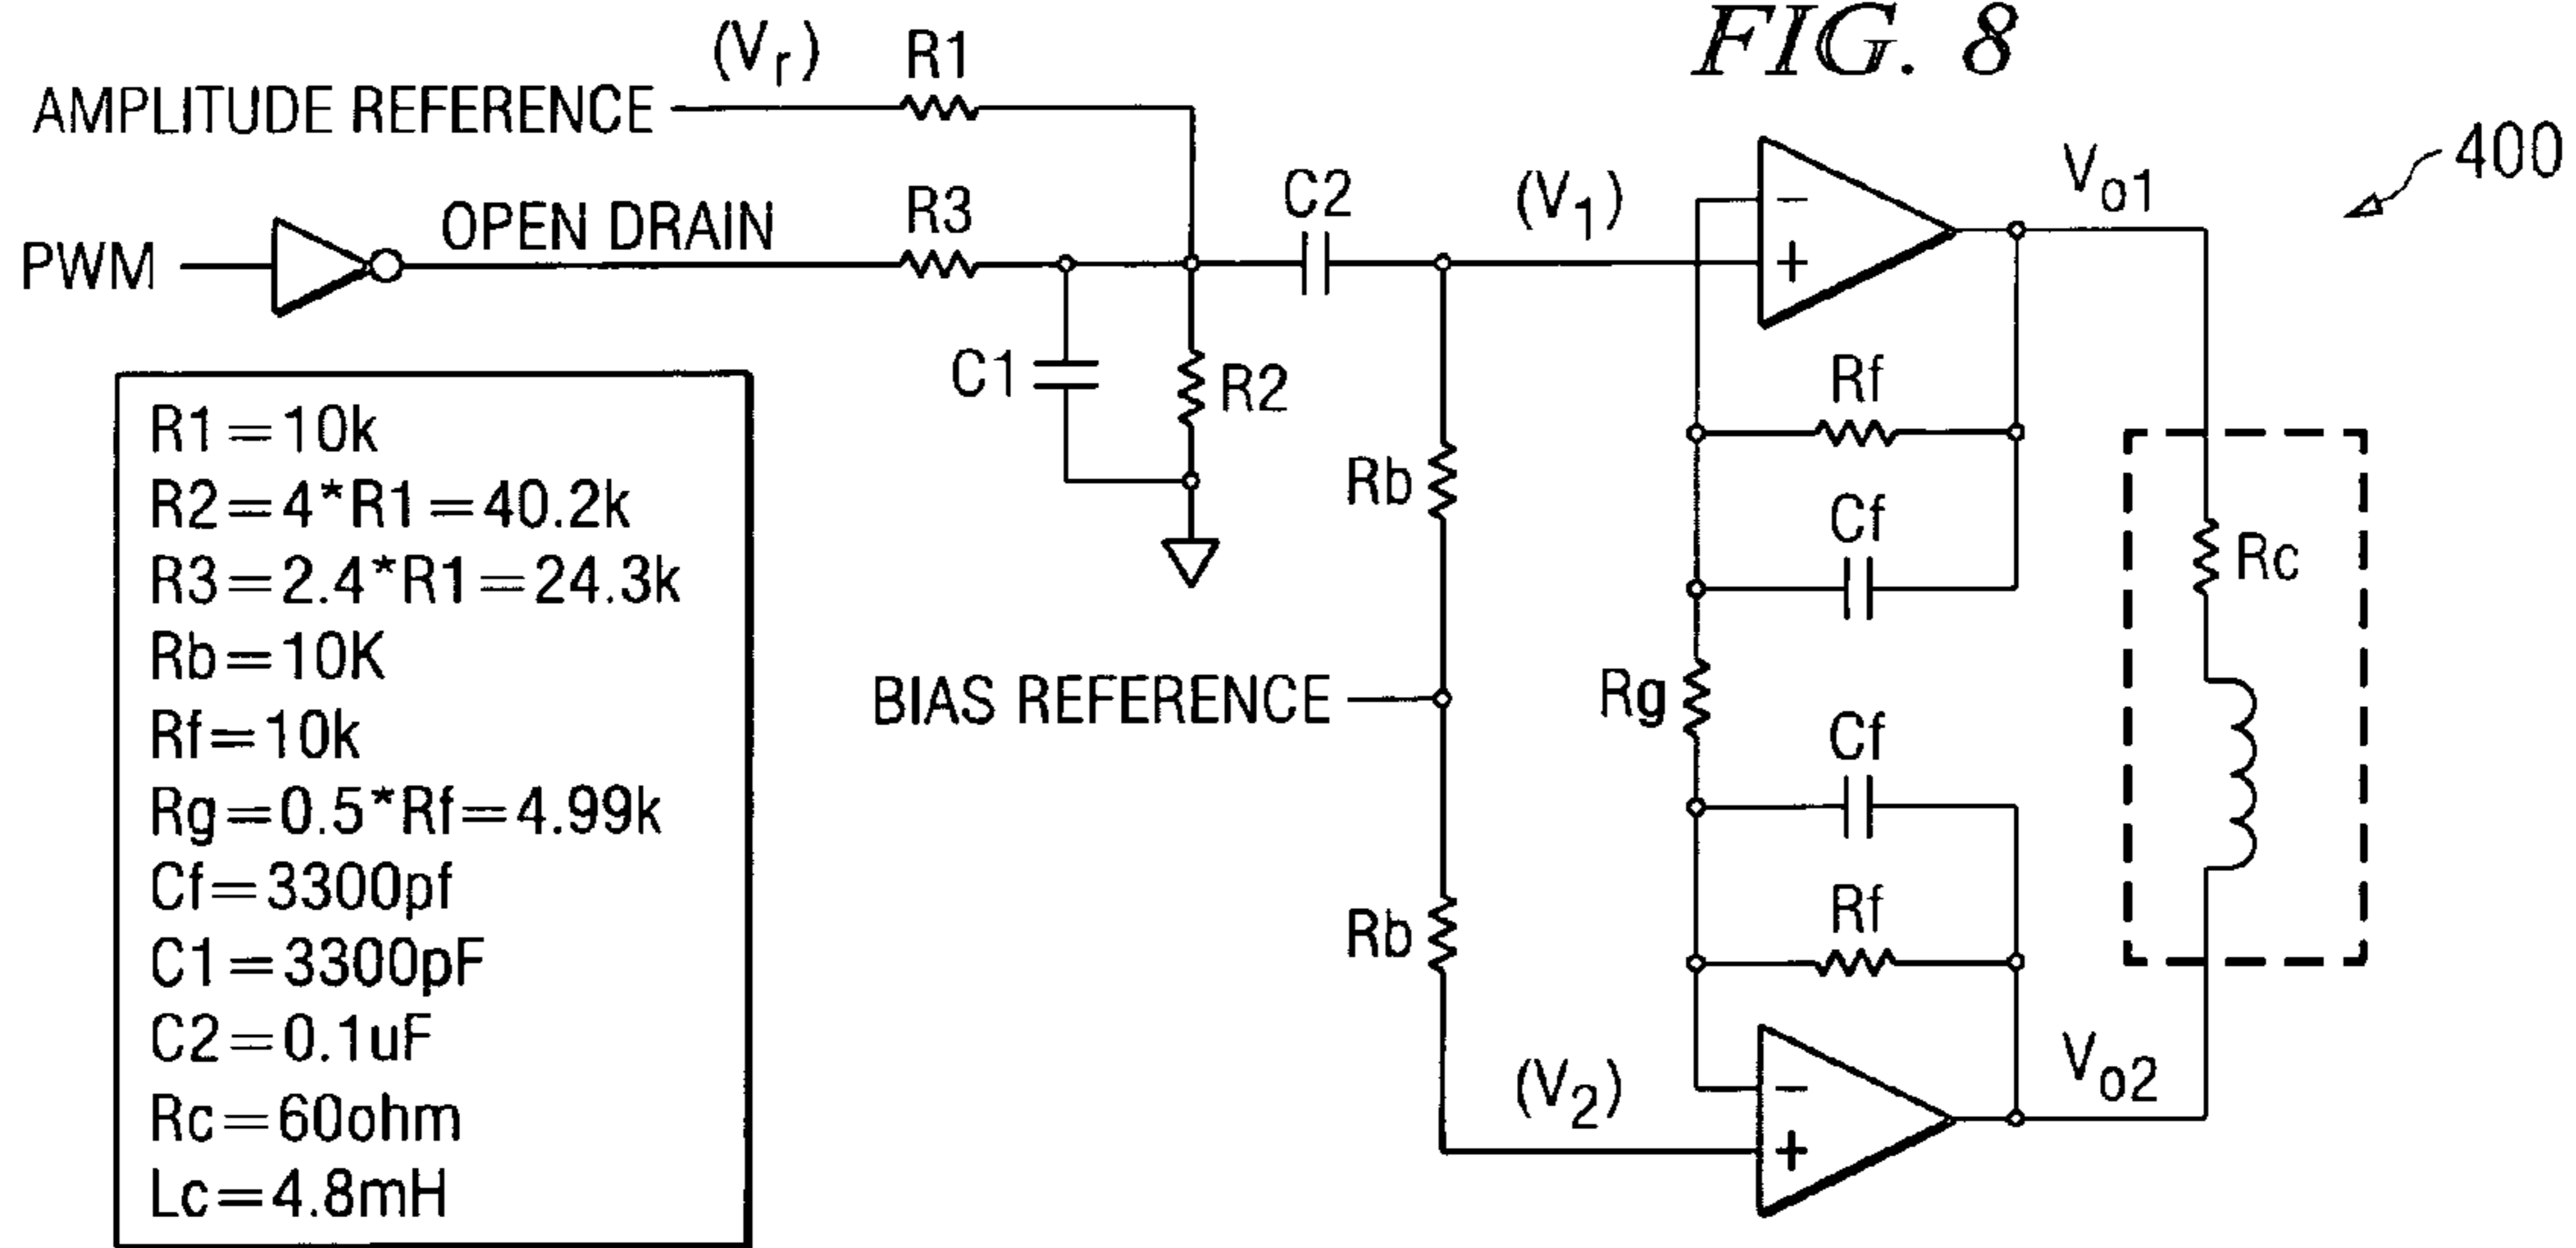 FIG. 8
(Vr)
R1
AMPLITUDE REFERENCE
400
Vo1
PWM
OPEN DRAIN
R3
C2
(V1)
−
+
C1
R2
Rf
Rb
Cf
Rc
BIAS REFERENCE
Rg
Cf
Rf
Rb
(V2)
−
+
Vo2
R1=10k
R2=4*R1=40.2k
R3=2.4*R1=24.3k
Rb=10K
Rf=10k
Rg=0.5*Rf=4.99k
Cf=3300pf
C1=3300pF
C2=0.1uF
Rc=60ohm
Lc=4.8mH